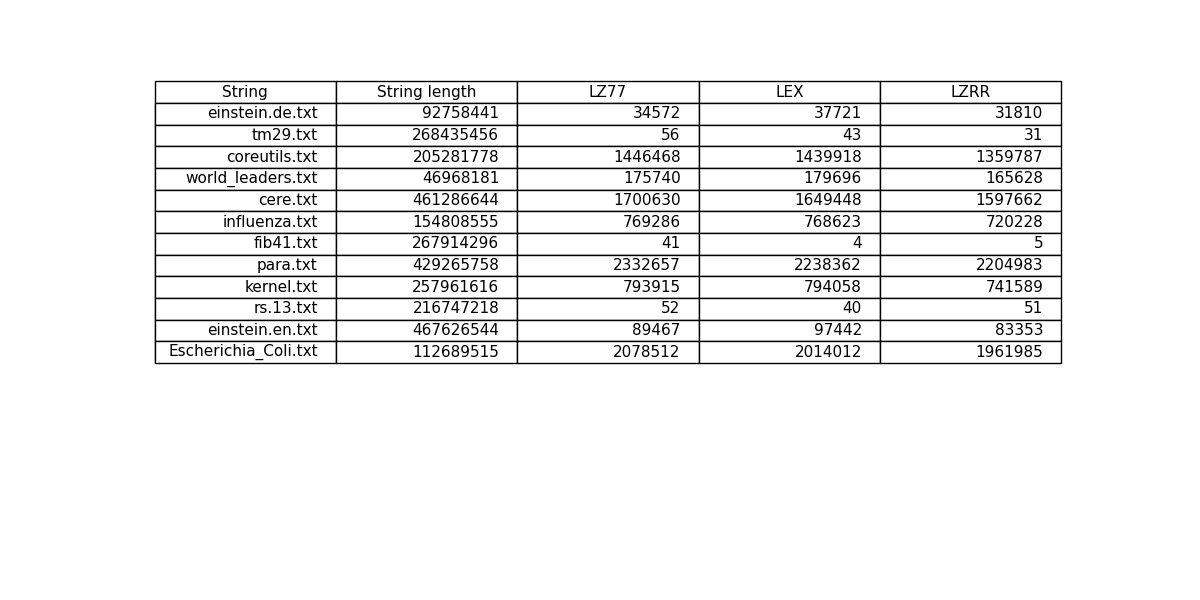 String String length LZ77 LEX LZRR
einstein.de.txt 92758441 34572 37721 31810
tm29.txt 268435456 56 43 31
coreutils.txt 205281778 1446468 1439918 1359787
world_leaders.txt 46968181 175740 179696 165628
cere.txt 461286644 1700630 1649448 1597662
influenza.txt 154808555 769286 768623 720228
fib41.txt 267914296 41 4 5
para.txt 429265758 2332657 2238362 2204983
kernel.txt 257961616 793915 794058 741589
rs.13.txt 216747218 52 40 51
einstein.en.txt 467626544 89467 97442 83353
Escherichia_Coli.txt 112689515 2078512 2014012 1961985